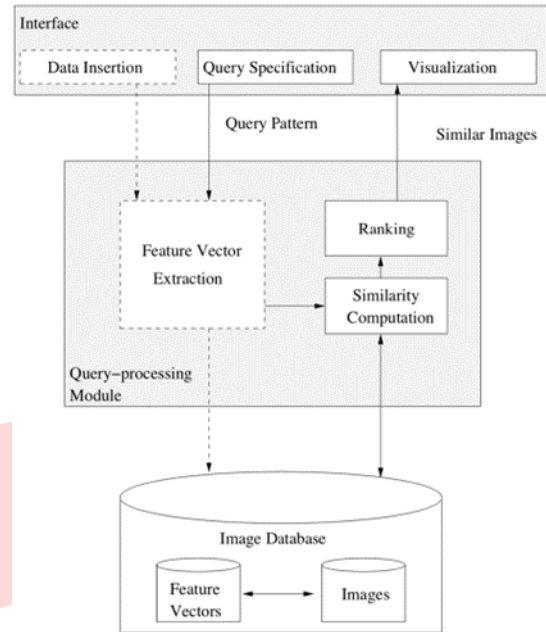 Interface
Data Insertion
Query Specification
Visualization
Query Pattern
Similar Images
Feature Vector
Extraction
Ranking
Similarity
Computation
Query−processing
Module
Image Database
Feature
Vectors
Images